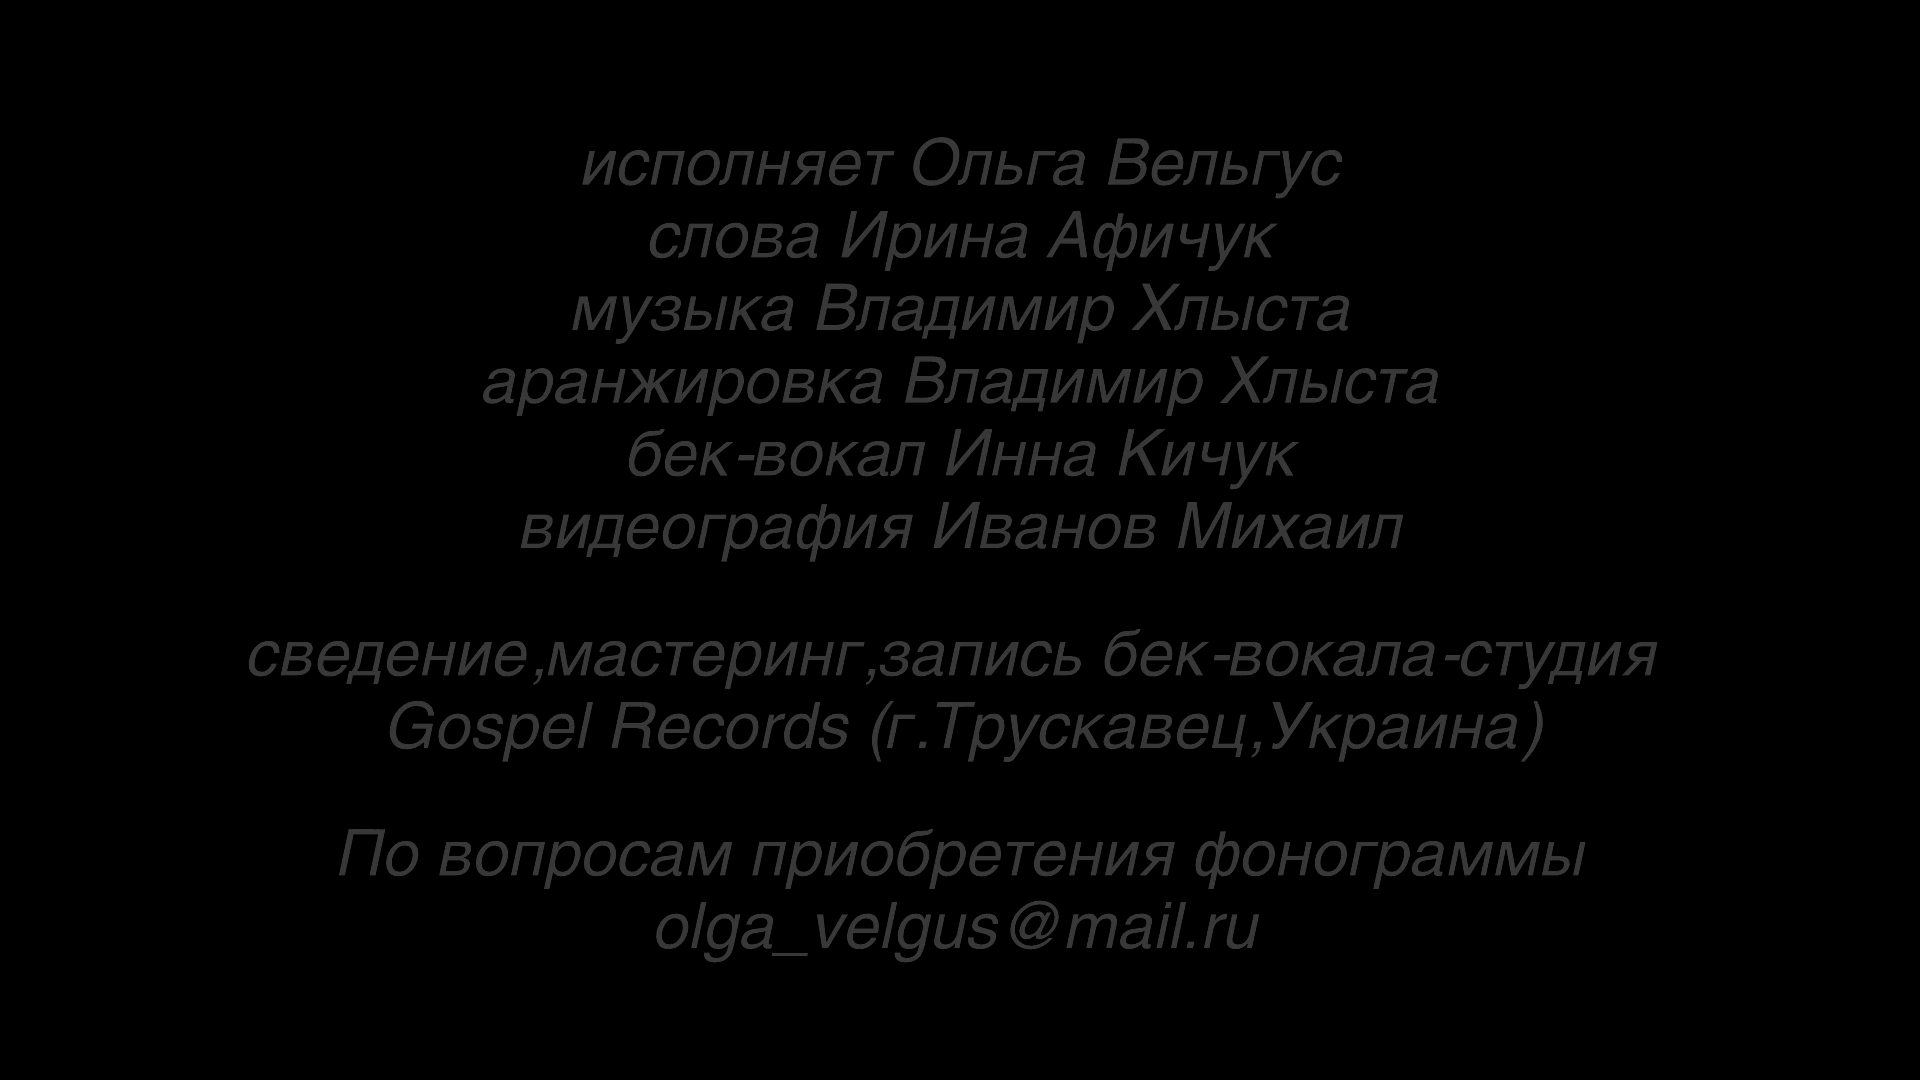 исполняет Ольга Вельгус
слова Ирина Афичук
музыка Владимир Хлыста
аранжировка Владимир Хлыста
бек-вокал Инна Кичук
видеография Иванов Михаил
сведение,мастеринг,запись бек-вокала-студия
Gospel Records (г.Трускавец,Украина)
По вопросам приобретения фонограммы
olga_velgus@mail.ru